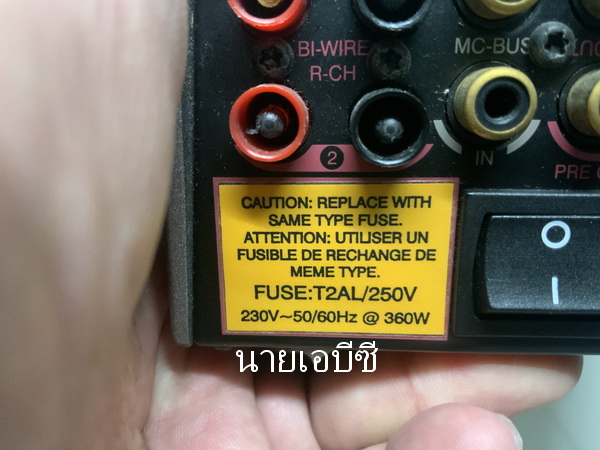 BI-WIRE
R-CH
MC-BUS
2
IN
PRE
CAUTION: REPLACE WITH
SAME TYPE FUSE.
ATTENTION: UTILISER UN
FUSIBLE DE RECHANGE DE
MEME TYPE.
FUSE:T2AL/250V
230V~50/60Hz @ 360W
O
I
นายเอบีซี